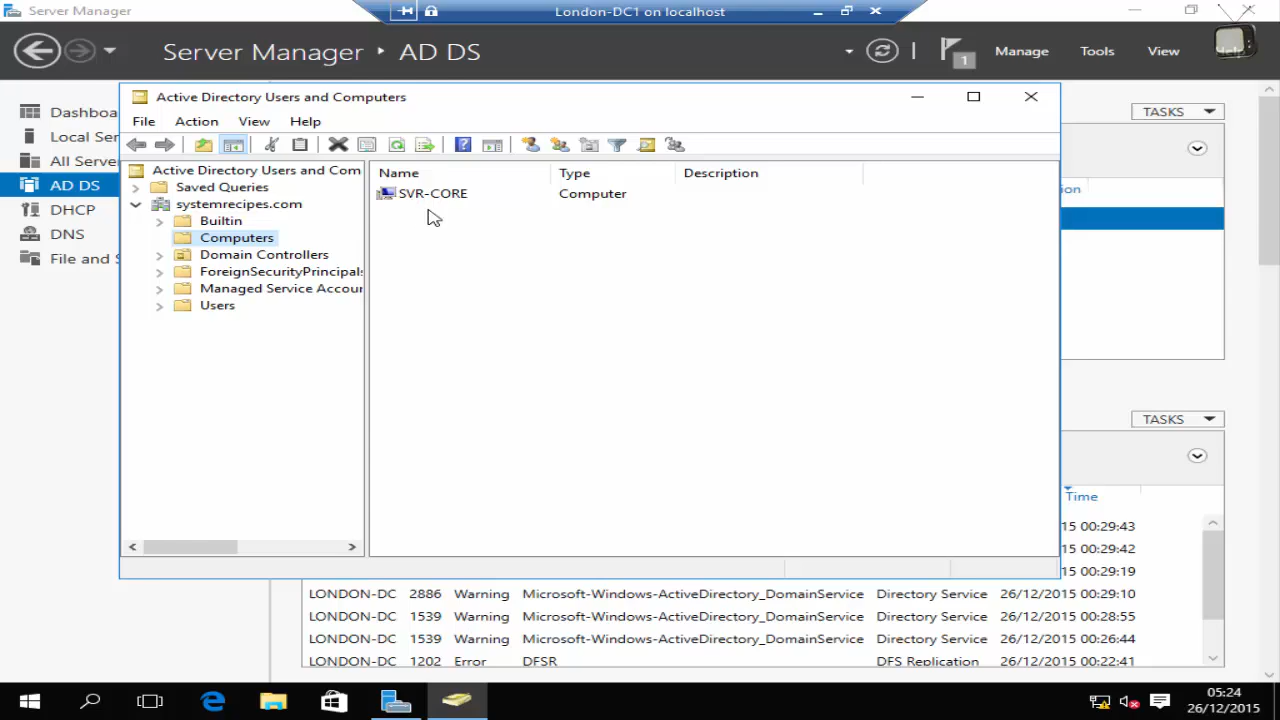 Server Manager
London-DC1 on localhost
Server Manager ‣ AD DS
1
Manage
Tools
View
Help
Dashboa
Local Ser
All Serve
AD DS
DHCP
DNS
File and S
Active Directory Users and Computers
File
Action
View
Help
Active Directory Users and Com
Saved Queries
systemrecipes.com
Builtin
Computers
Domain Controllers
ForeignSecurityPrincipals
Managed Service Accour
Users
Name
Type
Description
SVR-CORE
Computer
TASKS
ion
TASKS
Time
15 00:29:43
15 00:29:42
15 00:29:19
LONDON-DC 2886 Warning Microsoft-Windows-ActiveDirectory_DomainService Directory Service 26/12/2015 00:29:10
LONDON-DC 1539 Warning Microsoft-Windows-ActiveDirectory_DomainService Directory Service 26/12/2015 00:28:55
LONDON-DC 1539 Warning Microsoft-Windows-ActiveDirectory_DomainService Directory Service 26/12/2015 00:26:44
LONDON-DC 1202 Error DFSR DFS Replication 26/12/2015 00:22:41
05:24
26/12/2015